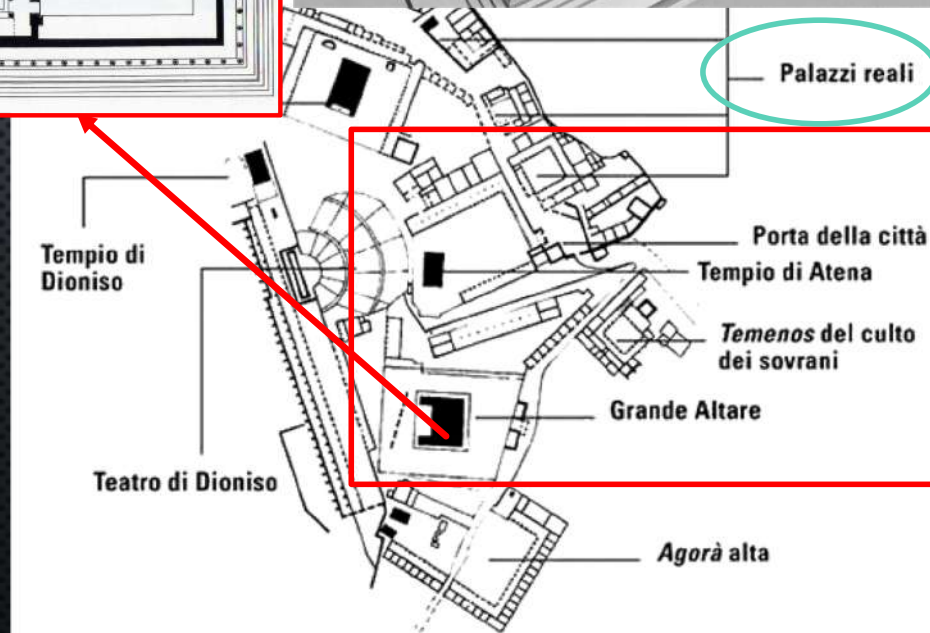 Palazzi reali
Tempio di
Dioniso
Porta della città
Tempio di Atena
Temenos del culto
dei sovrani
Grande Altare
Teatro di Dioniso
Agorà alta